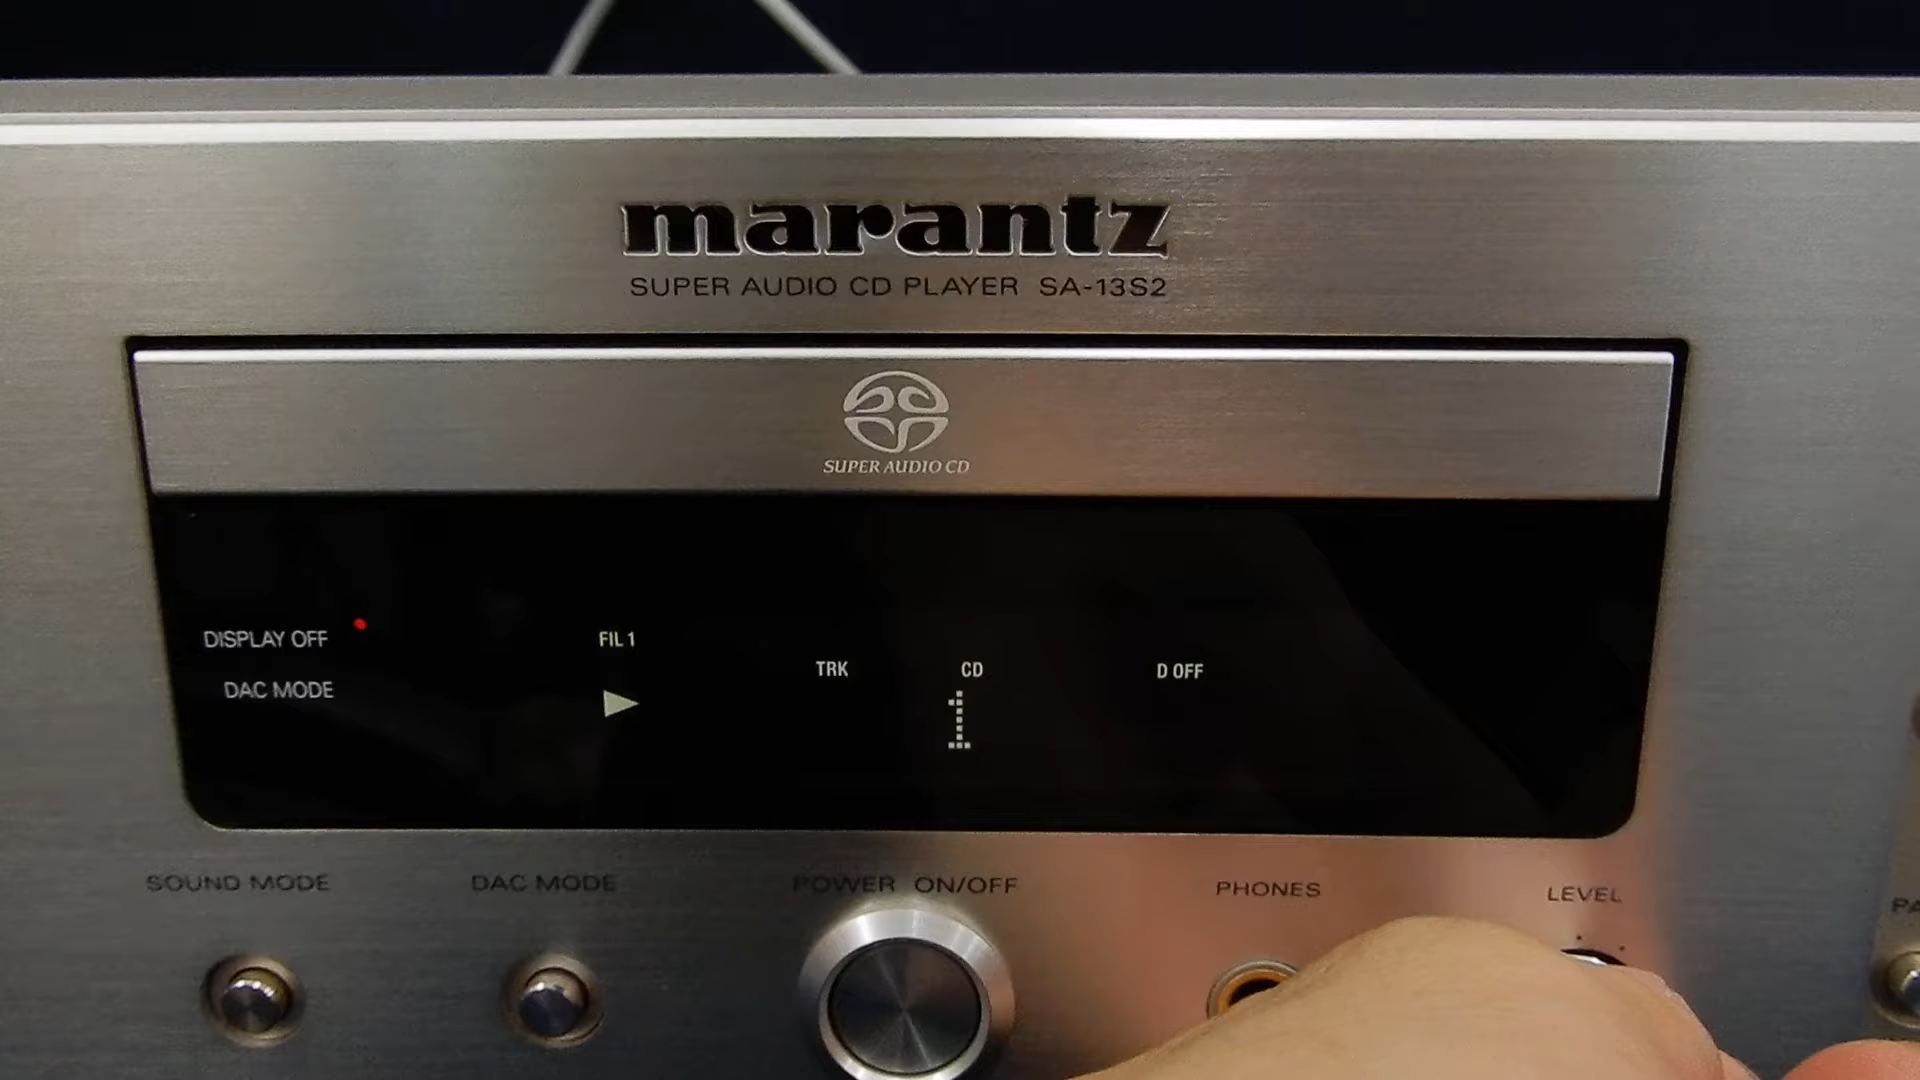 marantz
SUPER AUDIO CD PLAYER SA-13S2
SUPER AUDIO CD
DISPLAY OFF
FIL 1
TRK
CD
D OFF
DAC MODE
1
SOUND MODE
DAC MODE
POWER ON/OFF
PHONES
LEVEL